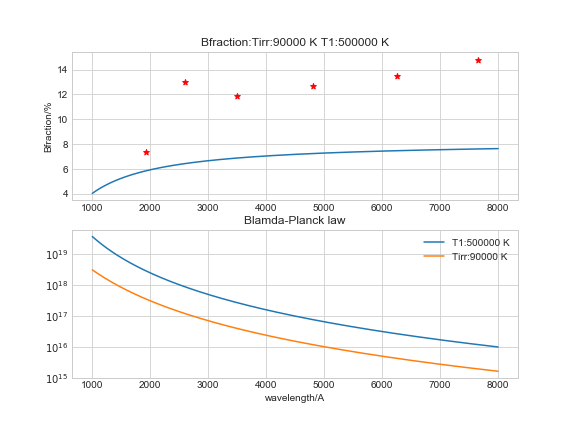 Bfraction:Tirr:90000 K T1:500000 K
14
12
10
8
6
4
Bfraction/%
1000 2000 3000 4000 5000 6000 7000 8000
Blamda-Planck law
10^19
10^18
10^17
10^16
10^15
T1:500000 K
Tirr:90000 K
1000 2000 3000 4000 5000 6000 7000 8000
wavelength/A